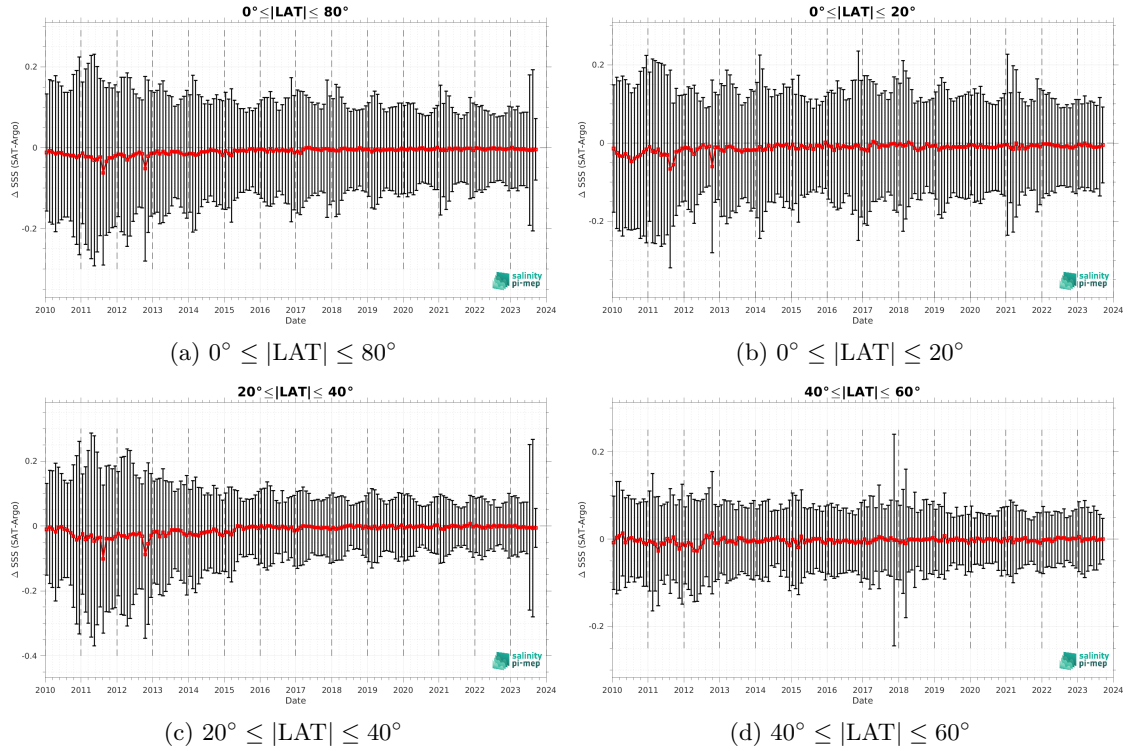 0°≤|LAT|≤ 80°
0.2
0
-0.2
Δ SSS (SAT-Argo)
2010 2011 2012 2013 2014 2015 2016 2017 2018 2019 2020 2021 2022 2023 2024
Date
salinity
pi-mep
(a) 0° ≤ |LAT| ≤ 80°
0°≤|LAT|≤ 20°
0.2
0
-0.2
Δ SSS (SAT-Argo)
2010 2011 2012 2013 2014 2015 2016 2017 2018 2019 2020 2021 2022 2023 2024
Date
salinity
pi-mep
(b) 0° ≤ |LAT| ≤ 20°
20°≤|LAT|≤ 40°
0.2
0
-0.2
-0.4
Δ SSS (SAT-Argo)
2010 2011 2012 2013 2014 2015 2016 2017 2018 2019 2020 2021 2022 2023 2024
Date
salinity
pi-mep
(c) 20° ≤ |LAT| ≤ 40°
40°≤|LAT|≤ 60°
0.2
0
-0.2
Δ SSS (SAT-Argo)
2010 2011 2012 2013 2014 2015 2016 2017 2018 2019 2020 2021 2022 2023 2024
Date
salinity
pi-mep
(d) 40° ≤ |LAT| ≤ 60°